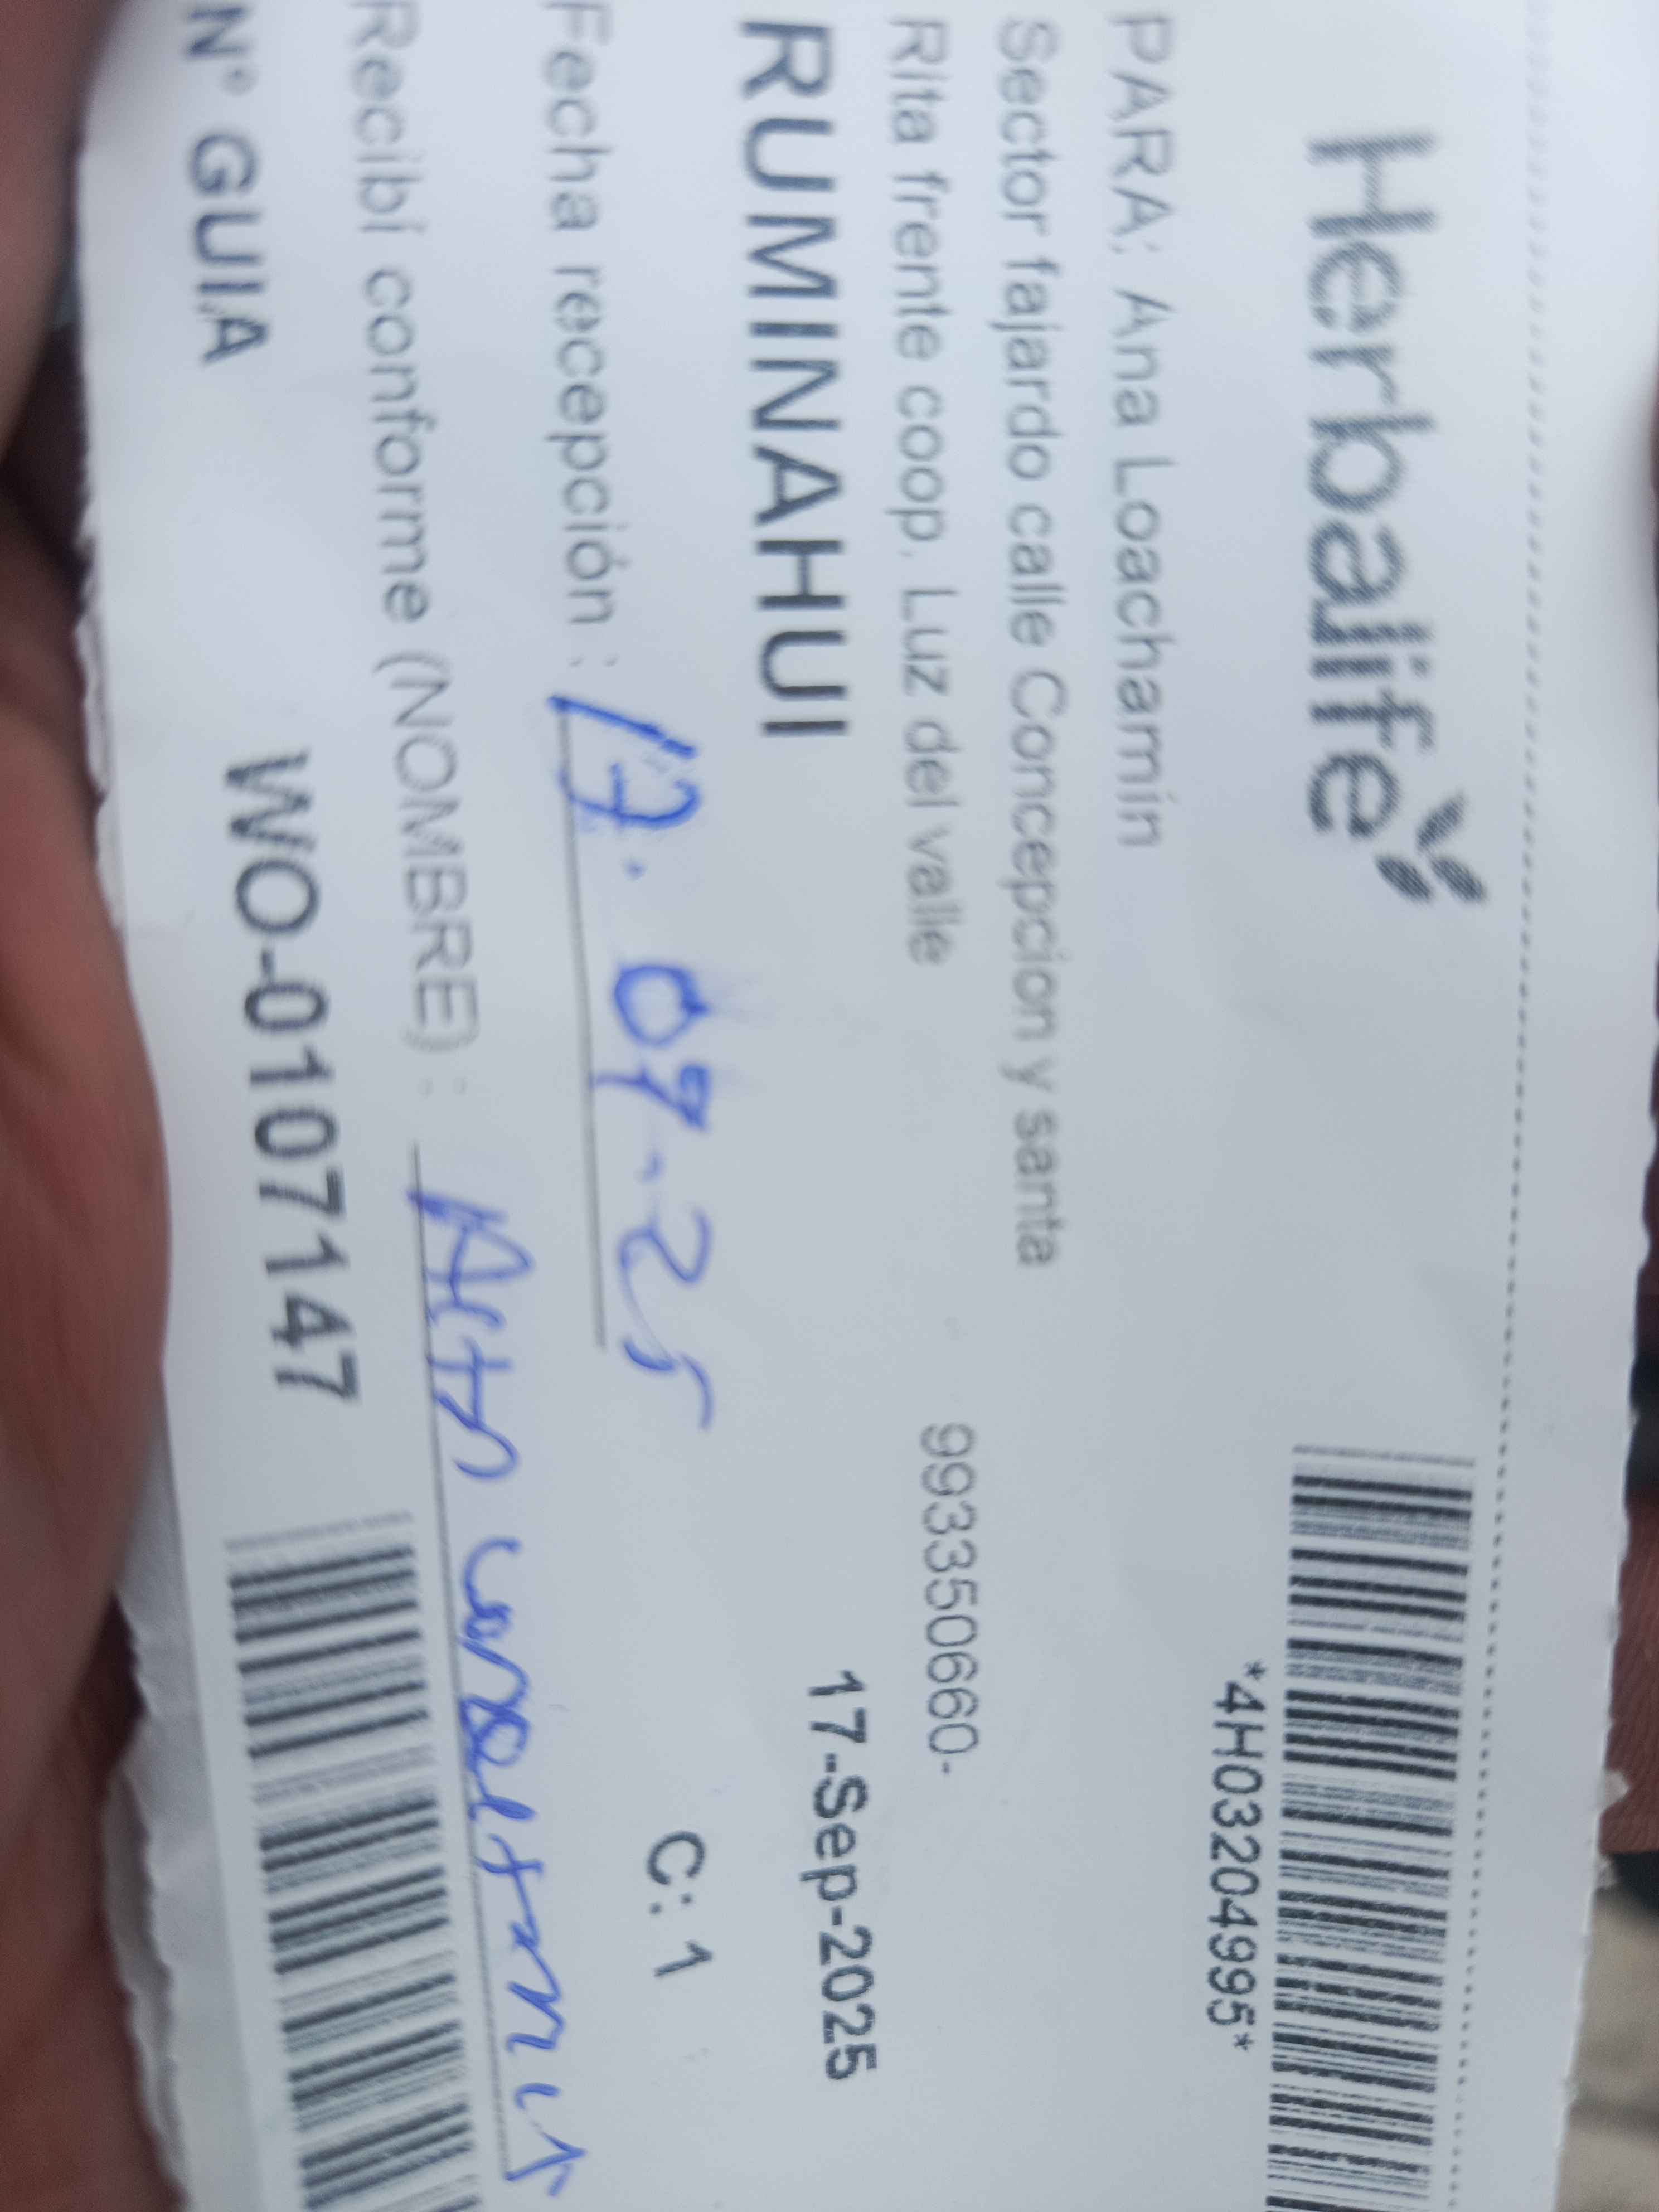 Herbalife
*4H03204995*
PARA: Ana Loachamin
Sector fajardo calle Concepcion y santa
Rita frente coop. Luz del valle 993350660-
RUMINAHUI 17-Sep-2025
Fecha recepción : 17. 09-25 C: 1
Recibí conforme (NOMBRE) :
N° GUIA WO-0107147